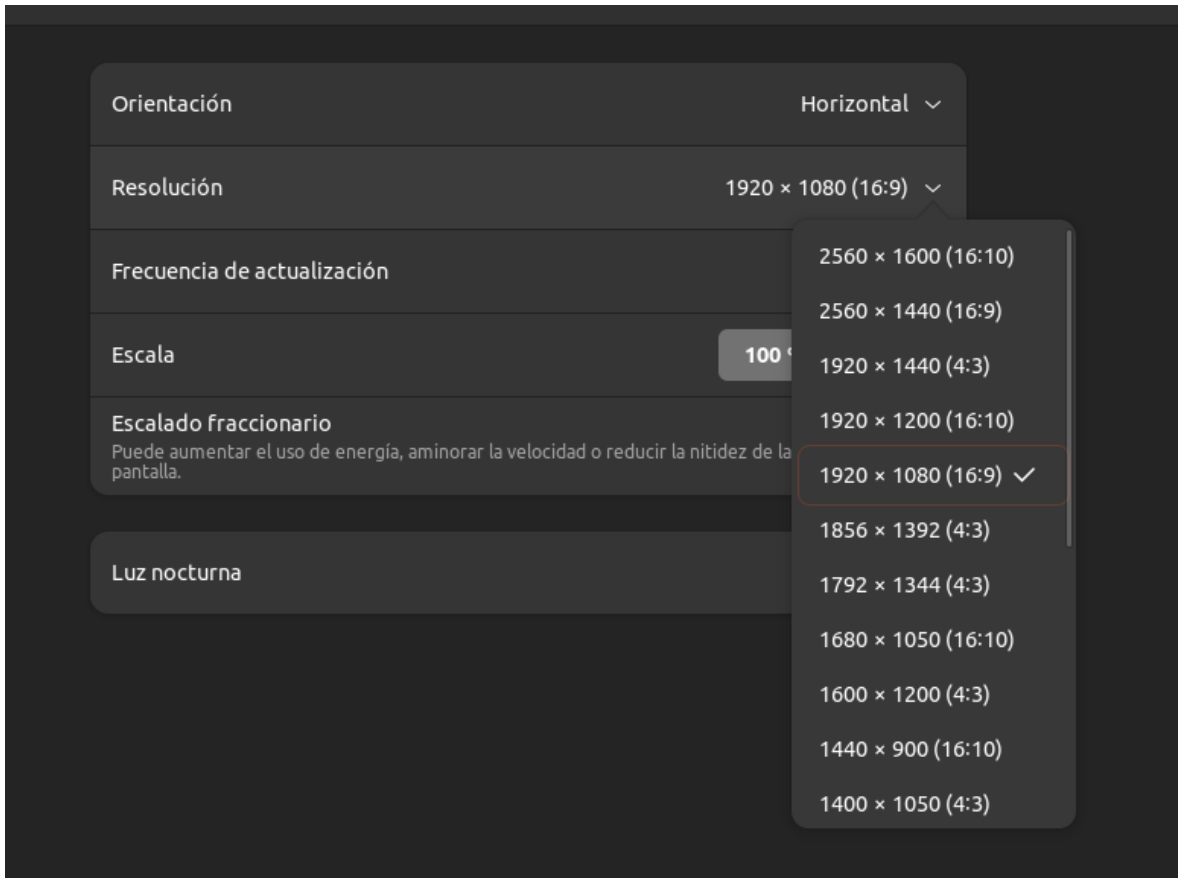 Orientación
Horizontal
Resolución
1920 × 1080 (16:9)
Frecuencia de actualización
Escala
100
Escalado fraccionario
Puede aumentar el uso de energía, aminorar la velocidad o reducir la nitidez de la
pantalla.
Luz nocturna
2560 × 1600 (16:10)
2560 × 1440 (16:9)
1920 × 1440 (4:3)
1920 × 1200 (16:10)
1920 × 1080 (16:9)
1856 × 1392 (4:3)
1792 × 1344 (4:3)
1680 × 1050 (16:10)
1600 × 1200 (4:3)
1440 × 900 (16:10)
1400 × 1050 (4:3)